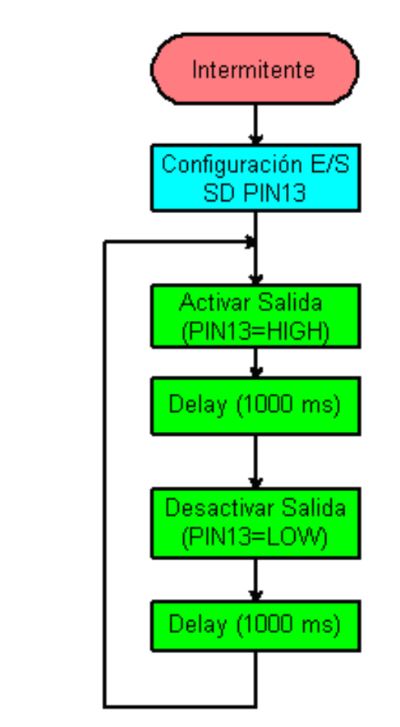 Intermitente
Configuración E/S
SD PIN13
Activar Salida
(PIN13=HIGH)
Delay (1000 ms)
Desactivar Salida
(PIN13=LOW)
Delay (1000 ms)